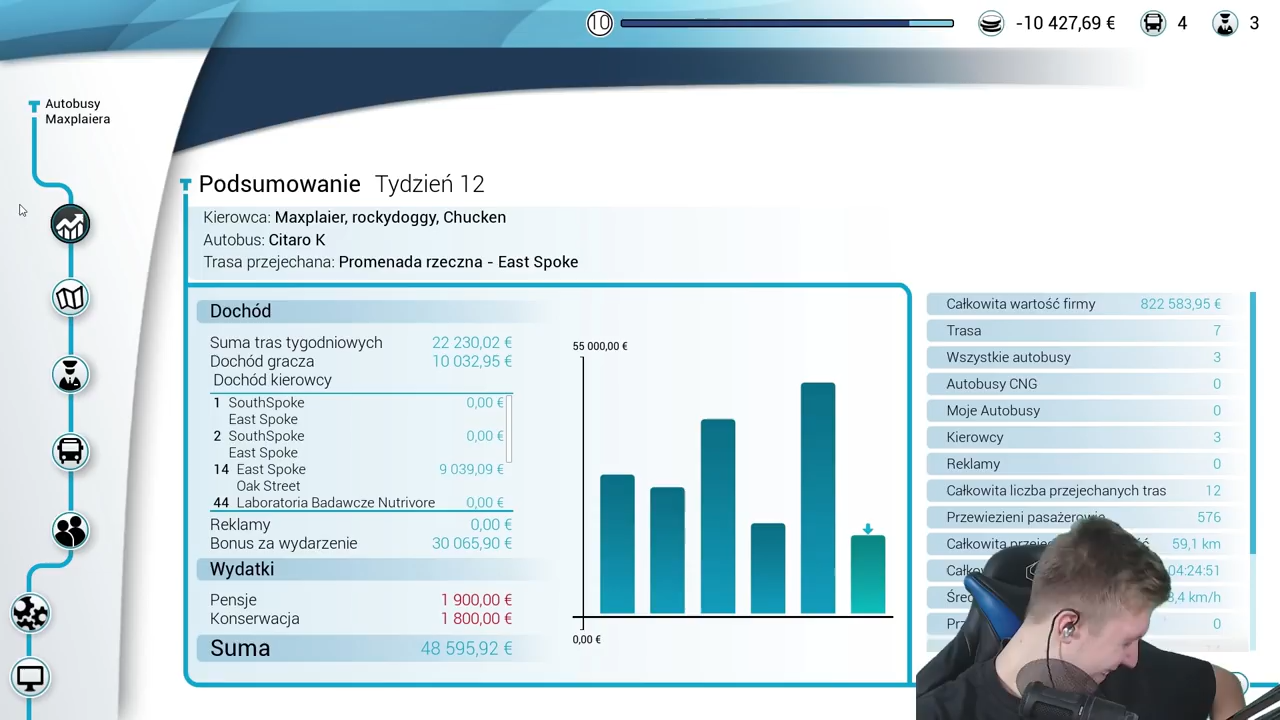 10
-10 427,69 €
4
3
Autobusy
Maxplaiera
Podsumowanie Tydzień 12
Kierowca: Maxplaier, rockydoggy, Chucken
Autobus: Citaro K
Trasa przejechana: Promenada rzeczna - East Spoke
Dochód
Suma tras tygodniowych 22 230,02 €
Dochód gracza 10 032,95 €
Dochód kierowcy
1 SouthSpoke 0,00 €
East Spoke
2 SouthSpoke 0,00 €
East Spoke
14 East Spoke 9 039,09 €
Oak Street
44 Laboratoria Badawcze Nutrivore 0,00 €
Reklamy 0,00 €
Bonus za wydarzenie 30 065,90 €
Wydatki
Pensje 1 900,00 €
Konserwacja 1 800,00 €
Suma 48 595,92 €
55 000,00 €
0,00 €
Całkowita wartość firmy 822 583,95 €
Trasa 7
Wszystkie autobusy 3
Autobusy CNG 0
Moje Autobusy 0
Kierowcy 3
Reklamy 0
Całkowita liczba przejechanych tras 12
Przewiezieni pasażerowie 576
Całkowita 59,1 km
04:24:51
0